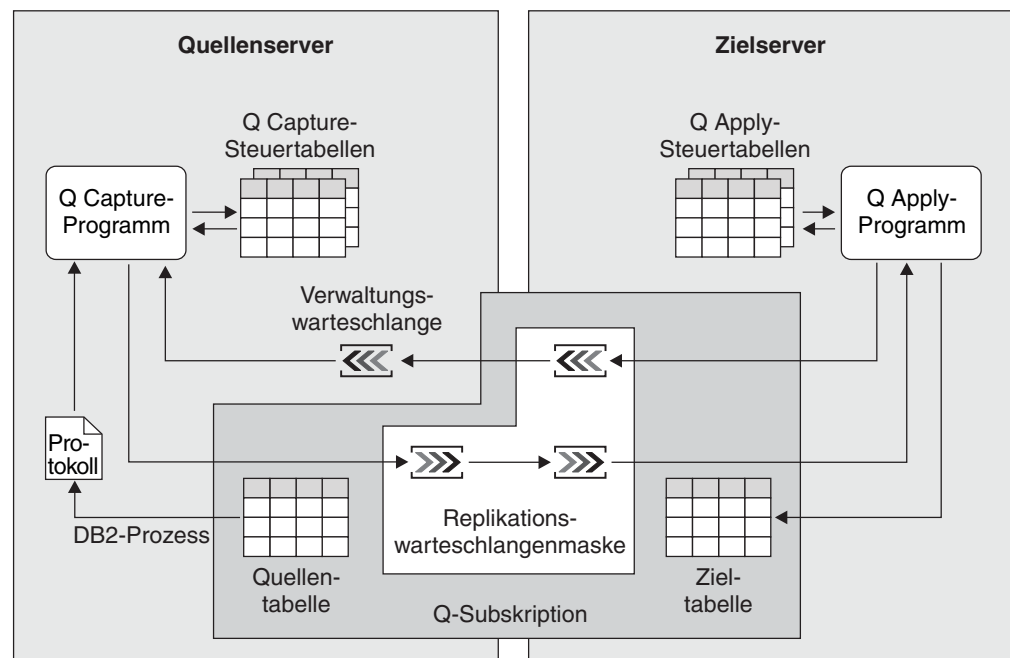 Quellenserver
Zielserver
Q Capture-
Steuertabellen
Q Apply-
Steuertabellen
Q Capture-
Programm
Q Apply-
Programm
Verwaltungs-
warteschlange
Pro-
tokoll
DB2-Prozess
Replikations-
warteschlangenmaske
Quellen-
tabelle
Ziel-
tabelle
Q-Subskription